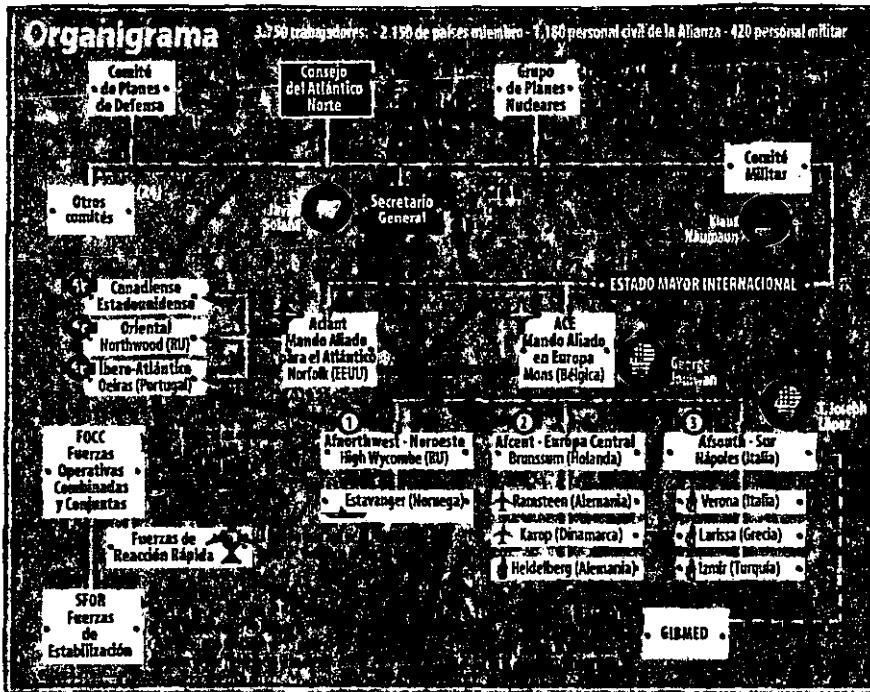 Organigrama
3.750 trabajadores: - 2.150 de países miembro - 1.180 personal civil de la Alianza - 420 personal militar
Comité
de Planes
de Defensa
Consejo
del Atlántico
Norte
Grupo
de Planes
Nucleares
Comité
Militar
Otros
comités
Javier
Solana
Secretario
General
Klaus
Naumann
ESTADO MAYOR INTERNACIONAL
Canadiense
Estadounidense
Oriental
Northwood (RU)
Ibero-Atlántico
Oeiras (Portugal)
Aclant
Mando Aliado
para el Atlántico
Norfolk (EEUU)
ACE
Mando Aliado
en Europa
Mons (Bélgica)
George
T. Joseph
López
1
Afnorthwest - Noroeste
High Wycombe (RU)
Estavanger (Noruega)
2
Afcent - Europa Central
Brunssum (Holanda)
Ramsteen (Alemania)
Karop (Dinamarca)
Heidelberg (Alemania)
3
Afsouth - Sur
Nápoles (Italia)
Verona (Italia)
Larissa (Grecia)
Izmir (Turquía)
FOCC
Fuerzas
Operativas
Combinadas
y Conjuntas
Fuerzas de
Reacción Rápida
SFOR
Fuerzas
de
Estabilización
GIBMED